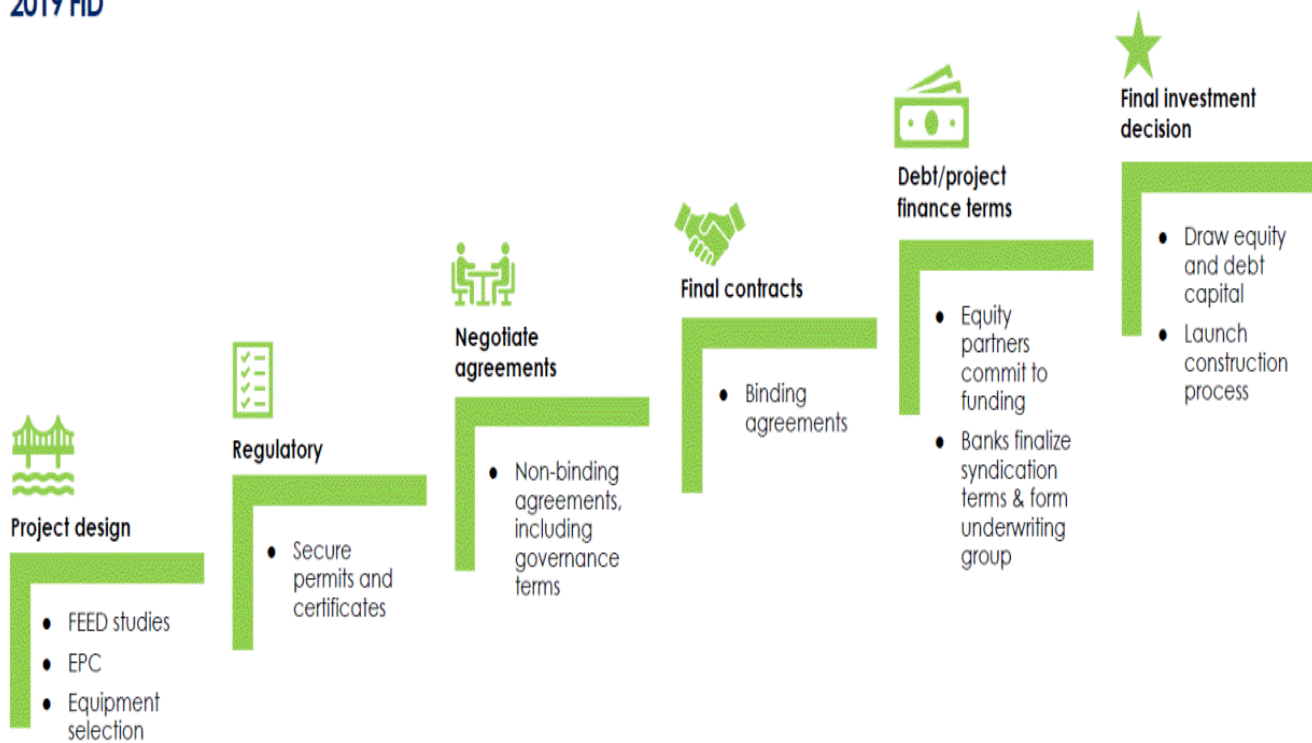 2019 FID
Project design
● FEED studies
● EPC
● Equipment
selection
Regulatory
● Secure
permits and
certificates
Negotiate
agreements
● Non-binding
agreements,
including
governance
terms
Final contracts
● Binding
agreements
Debt/project
finance terms
● Equity
partners
commit to
funding
● Banks finalize
syndication
terms & form
underwriting
group
Final investment
decision
● Draw equity
and debt
capital
● Launch
construction
process